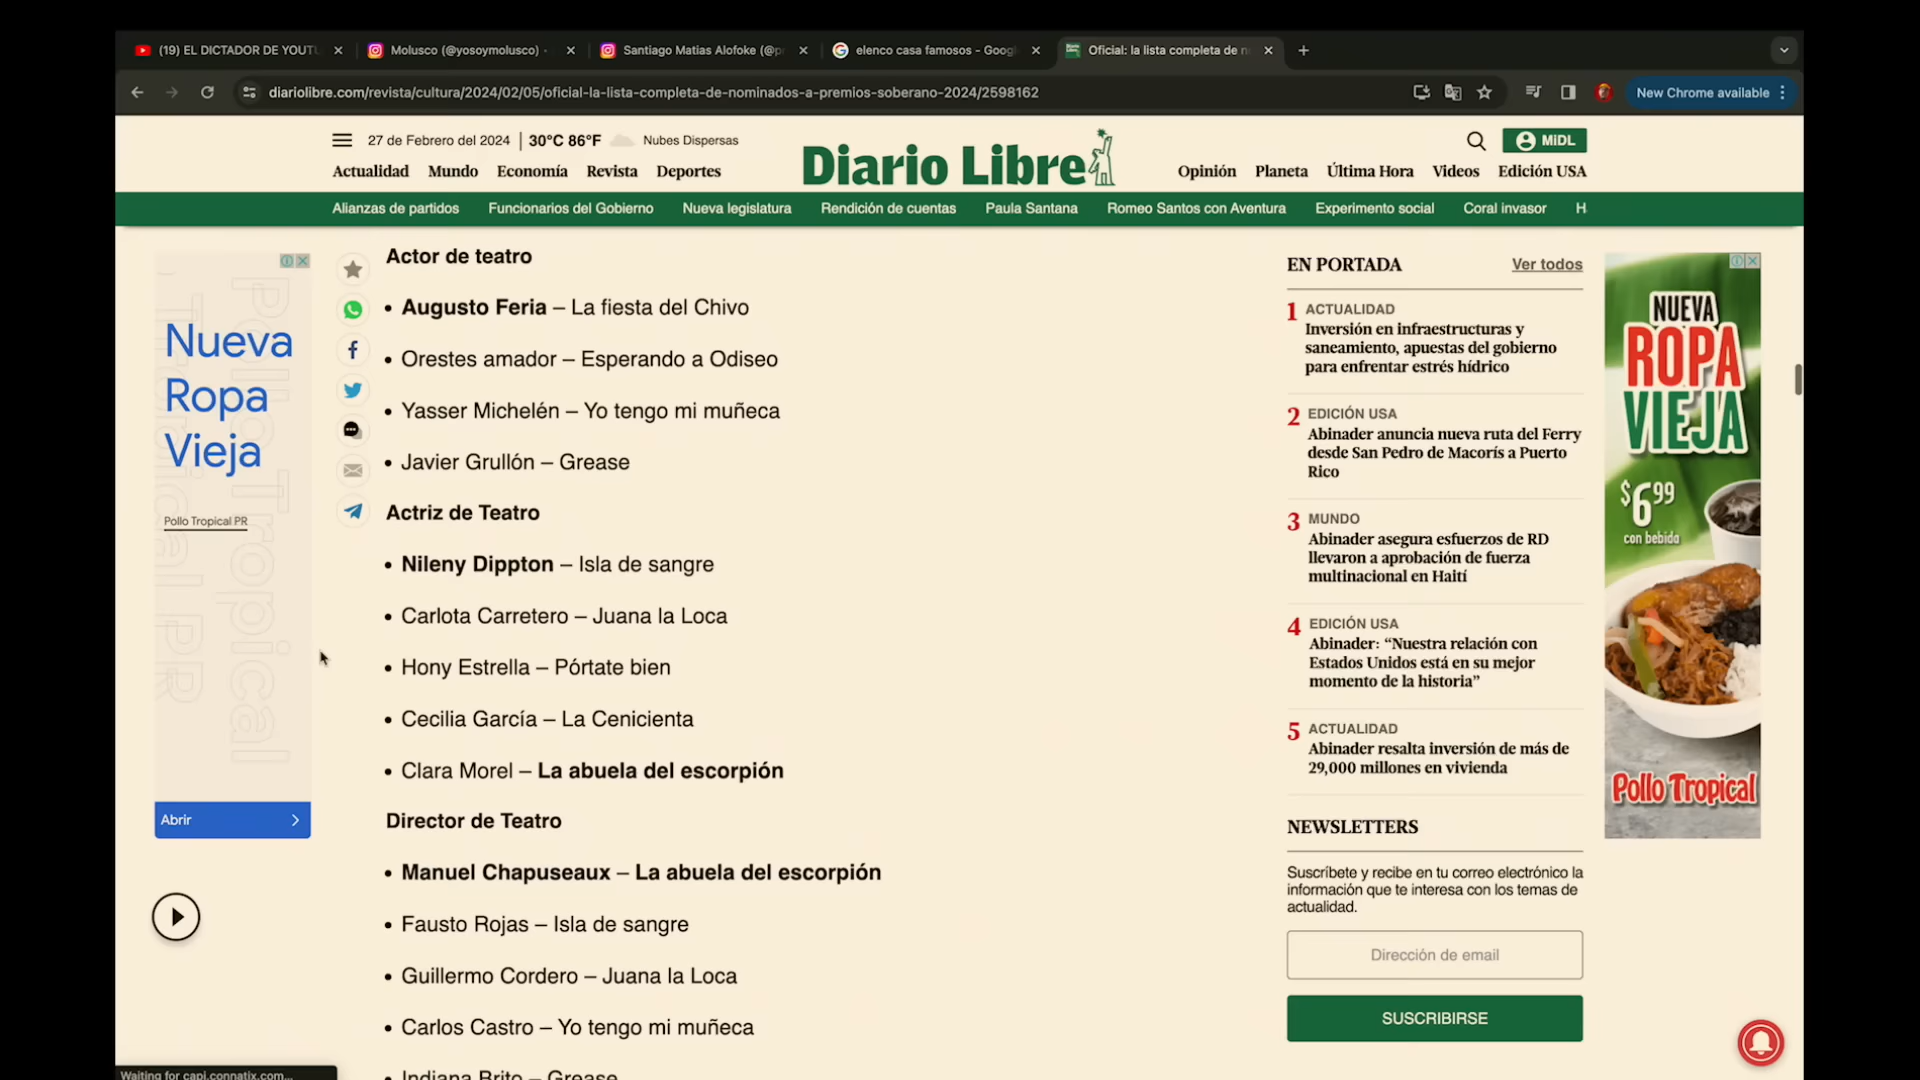 (19) EL DICTADOR DE YOUT
Molusco (@yosoymolusco) ·
Santiago Matias Alofoke (@p
elenco casa famosos - Goog
Oficial: la lista completa de n
diariolibre.com/revista/cultura/2024/02/05/oficial-la-lista-completa-de-nominados-a-premios-soberano-2024/2598162
New Chrome available
27 de Febrero del 2024 | 30°C 86°F Nubes Dispersas
Actualidad Mundo Economía Revista Deportes
Diario Libre
MiDL
Opinión Planeta Última Hora Videos Edición USA
Alianzas de partidos Funcionarios del Gobierno Nueva legislatura Rendición de cuentas Paula Santana Romeo Santos con Aventura Experimento social Coral invasor H
Nueva
Ropa
Vieja
Pollo Tropical PR
Pollo Tropical
Tropical PR
Abrir
Actor de teatro
• Augusto Feria – La fiesta del Chivo
• Orestes amador – Esperando a Odiseo
• Yasser Michelén – Yo tengo mi muñeca
• Javier Grullón – Grease
Actriz de Teatro
• Nileny Dippton – Isla de sangre
• Carlota Carretero – Juana la Loca
• Hony Estrella – Pórtate bien
• Cecilia García – La Cenicienta
• Clara Morel – La abuela del escorpión
Director de Teatro
• Manuel Chapuseaux – La abuela del escorpión
• Fausto Rojas – Isla de sangre
• Guillermo Cordero – Juana la Loca
• Carlos Castro – Yo tengo mi muñeca
Indiana Brito – Grease
EN PORTADA Ver todos
1 ACTUALIDAD
Inversión en infraestructuras y
saneamiento, apuestas del gobierno
para enfrentar estrés hídrico
2 EDICIÓN USA
Abinader anuncia nueva ruta del Ferry
desde San Pedro de Macorís a Puerto
Rico
3 MUNDO
Abinader asegura esfuerzos de RD
llevaron a aprobación de fuerza
multinacional en Haití
4 EDICIÓN USA
Abinader: “Nuestra relación con
Estados Unidos está en su mejor
momento de la historia”
5 ACTUALIDAD
Abinader resalta inversión de más de
29,000 millones en vivienda
NEWSLETTERS
Suscríbete y recibe en tu correo electrónico la
información que te interesa con los temas de
actualidad.
Dirección de email
SUSCRIBIRSE
NUEVA
ROPA
VIEJA
$6.99
con bebida
Pollo Tropical
Waiting for capi.connatix.com...